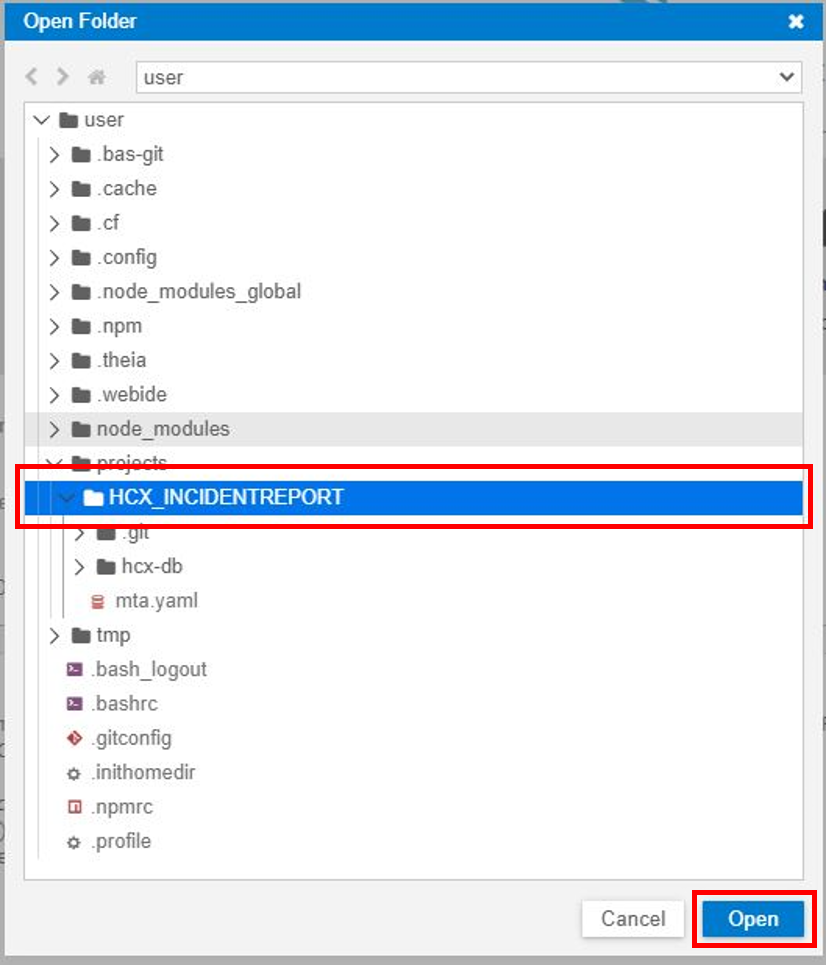 Open Folder
user
user
.bas-git
.cache
.cf
.config
.node_modules_global
.npm
.theia
.webide
node_modules
projects
HCX_INCIDENTREPORT
.git
hcx-db
mta.yaml
tmp
.bash_logout
.bashrc
.gitconfig
.inithomedir
.npmrc
.profile
Cancel
Open